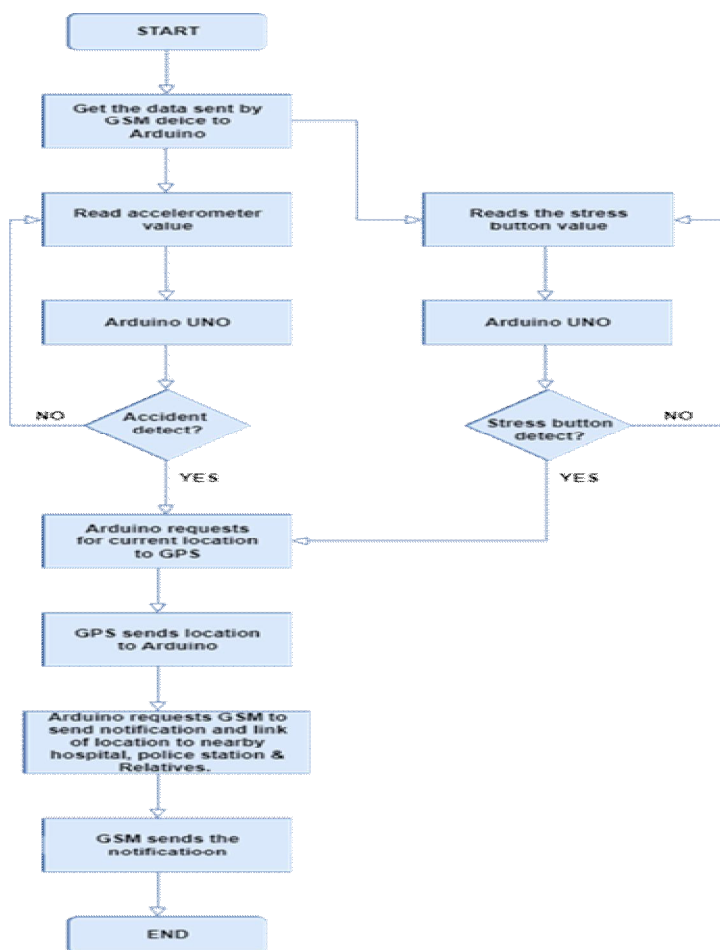 START
Get the data sent by
GSM deice to
Arduino
Read accelerometer
value
Reads the stress
button value
Arduino UNO
Arduino UNO
Accident
detect?
NO
YES
Stress button
detect?
NO
YES
Arduino requests
for current location
to GPS
GPS sends location
to Arduino
Arduino requests GSM to
send notification and link
of location to nearby
hospital, police station &
Relatives.
GSM sends the
notificatioon
END